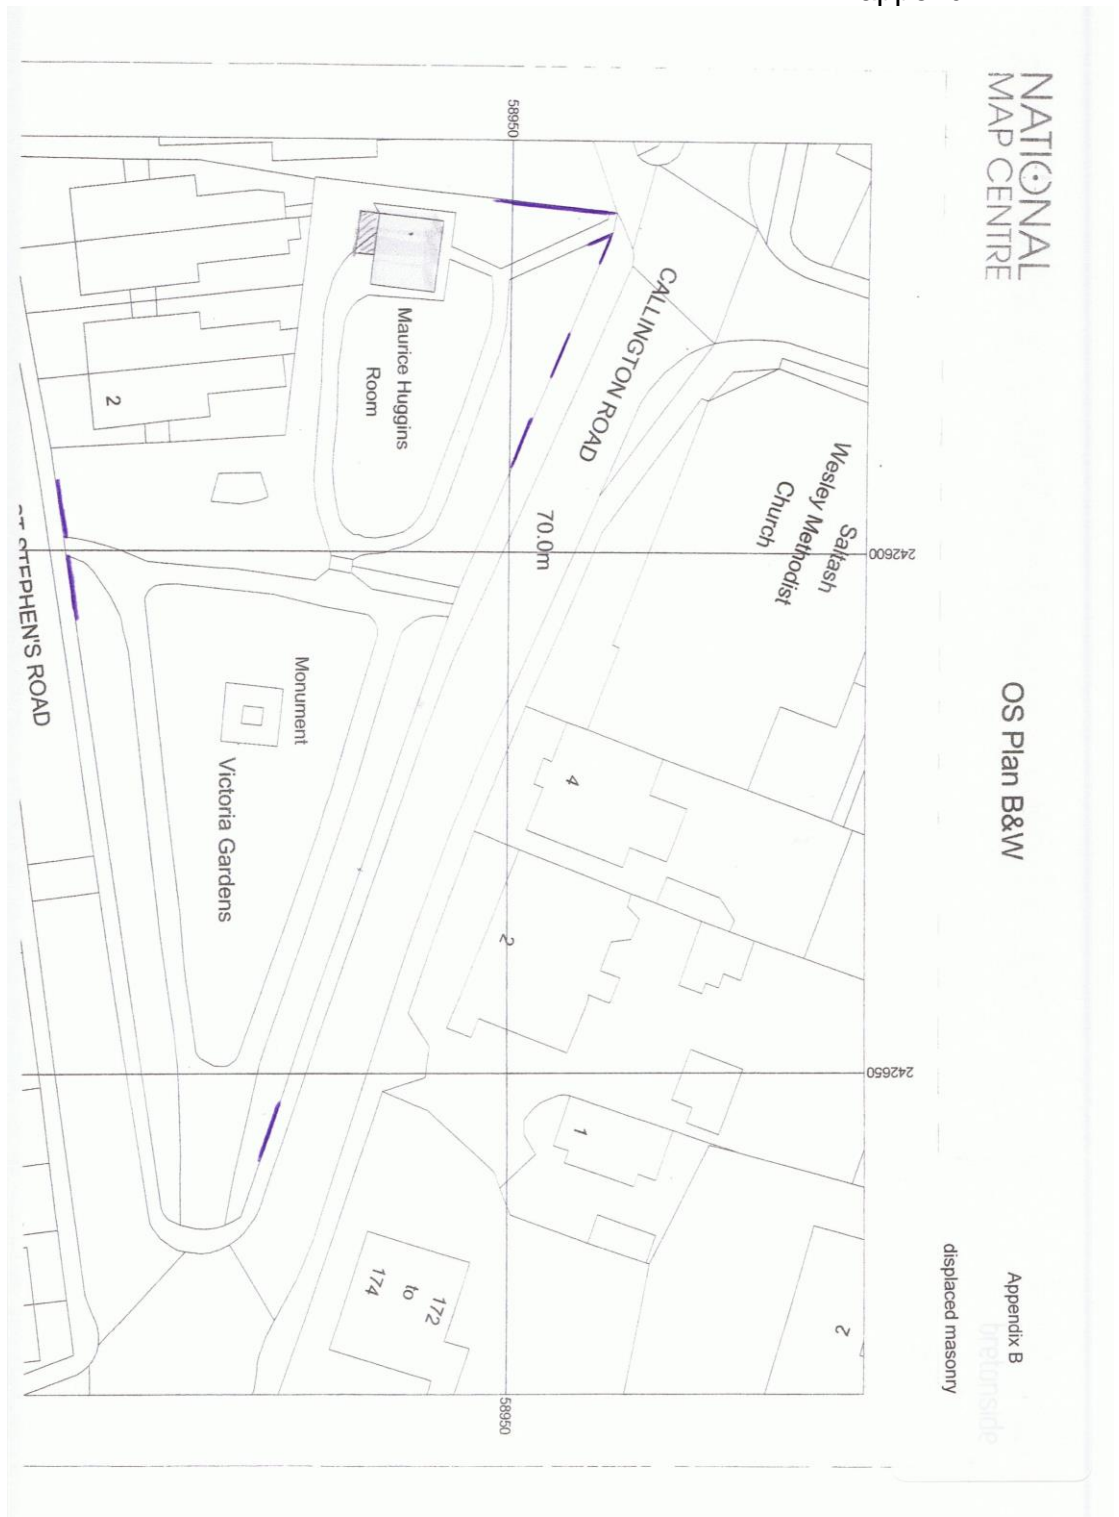 NATIONAL
MAP CENTRE
OS Plan B&W
Appendix B
bretonside
displaced masonry
58950
242600
242650
58950
CALLINGTON ROAD
Saltash
Wesley Methodist
Church
Maurice Huggins
Room
70.0m
2
4
2
Monument
Victoria Gardens
STEPHEN'S ROAD
1
172
to
174
2